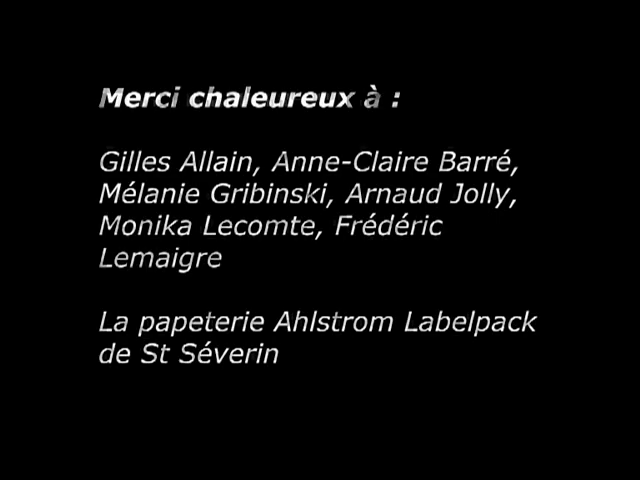 Merci chaleureux à :
Gilles Allain, Anne-Claire Barré,
Mélanie Gribinski, Arnaud Jolly,
Monika Lecomte, Frédéric
Lemaigre
La papeterie Ahlstrom Labelpack
de St Séverin